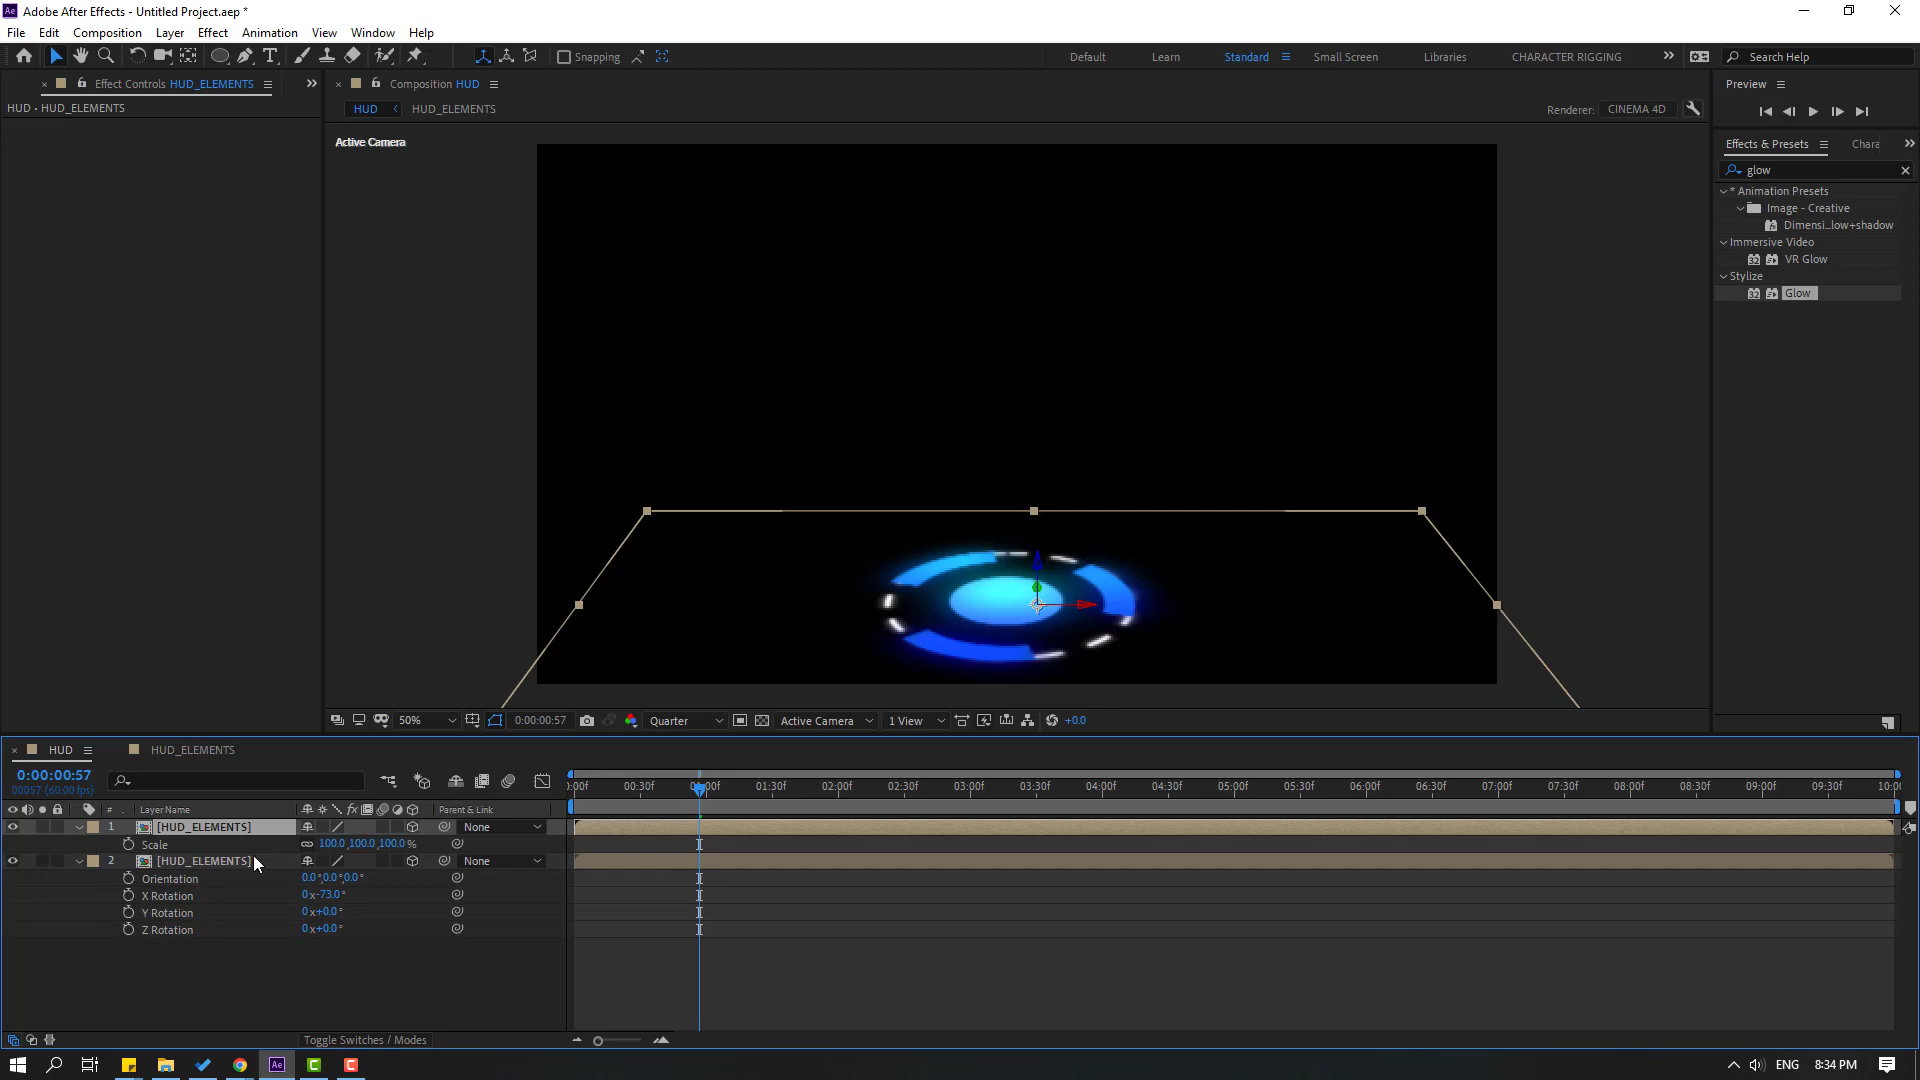 Adobe After Effects - Untitled Project.aep *
File Edit Composition Layer Effect Animation View Window Help
Snapping Default Learn Standard Small Screen Libraries CHARACTER RIGGING Search Help
Effect Controls HUD_ELEMENTS
HUD • HUD_ELEMENTS
Composition HUD
HUD HUD_ELEMENTS
Renderer: CINEMA 4D
Active Camera
Preview
Effects & Presets Chara
glow
* Animation Presets
Image - Creative
Dimensi...low+shadow
Immersive Video
VR Glow
Stylize
Glow
50% 0:00:00:57 Quarter Active Camera 1 View +0.0
HUD HUD_ELEMENTS
0:00:00:57
00057 (60.00 fps)
):00f 00:30f 01:00f 01:30f 02:00f 02:30f 03:00f 03:30f 04:00f 04:30f 05:00f 05:30f 06:00f 06:30f 07:00f 07:30f 08:00f 08:30f 09:00f 09:30f 10:0(
# Layer Name Parent & Link
1 [HUD_ELEMENTS] None
Scale 100.0,100.0,100.0 %
2 [HUD_ELEMENTS] None
Orientation 0.0°,0.0°,0.0°
X Rotation 0x-73.0°
Y Rotation 0x+0.0°
Z Rotation 0x+0.0°
Toggle Switches / Modes
ENG 8:34 PM